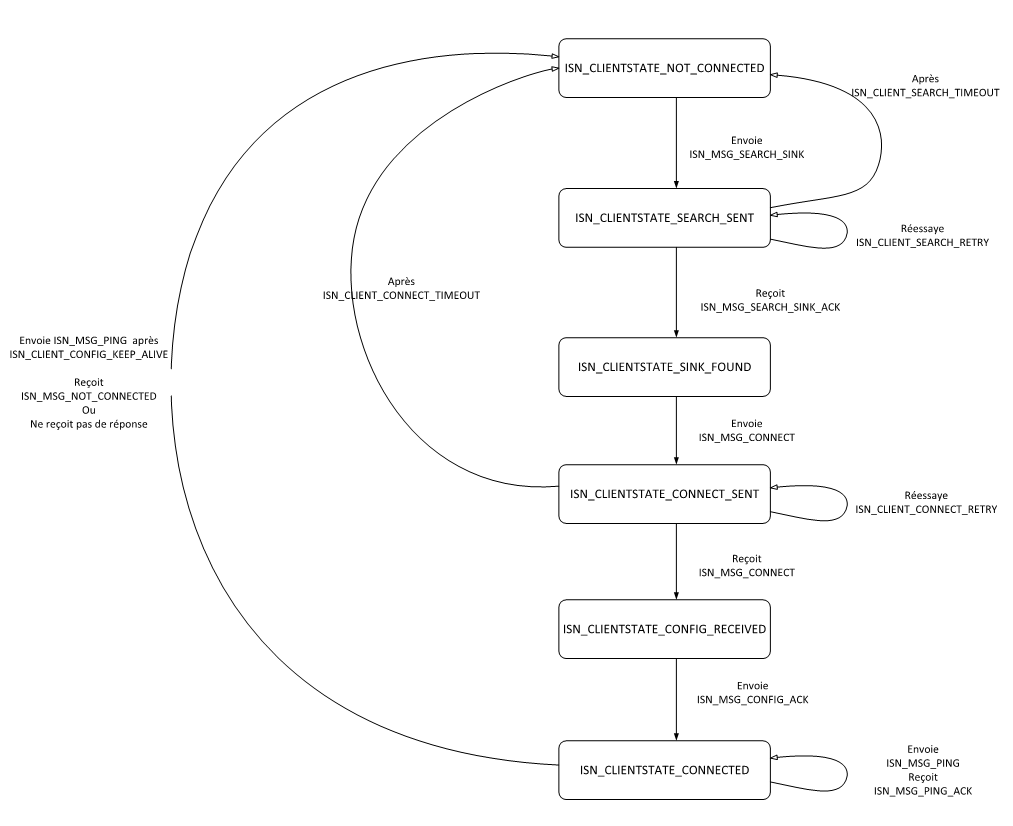 ISN_CLIENTSTATE_NOT_CONNECTED
Après
ISN_CLIENT_SEARCH_TIMEOUT
Envoie
ISN_MSG_SEARCH_SINK
ISN_CLIENTSTATE_SEARCH_SENT
Réessaye
ISN_CLIENT_SEARCH_RETRY
Après
ISN_CLIENT_CONNECT_TIMEOUT
Reçoit
ISN_MSG_SEARCH_SINK_ACK
Envoie ISN_MSG_PING après
ISN_CLIENT_CONFIG_KEEP_ALIVE
Reçoit
ISN_MSG_NOT_CONNECTED
Ou
Ne reçoit pas de réponse
ISN_CLIENTSTATE_SINK_FOUND
Envoie
ISN_MSG_CONNECT
ISN_CLIENTSTATE_CONNECT_SENT
Réessaye
ISN_CLIENT_CONNECT_RETRY
Reçoit
ISN_MSG_CONNECT
ISN_CLIENTSTATE_CONFIG_RECEIVED
Envoie
ISN_MSG_CONFIG_ACK
ISN_CLIENTSTATE_CONNECTED
Envoie
ISN_MSG_PING
Reçoit
ISN_MSG_PING_ACK